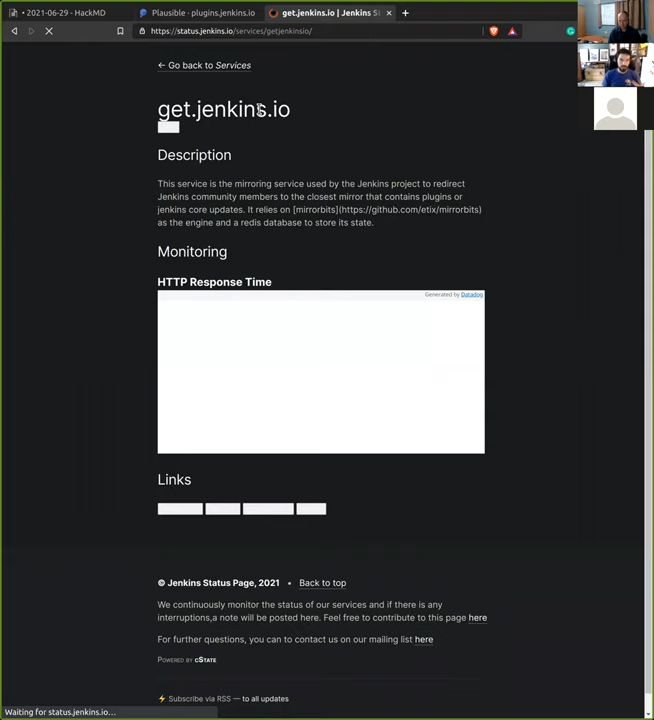 • 2021-06-29 - HackMD
Plausible · plugins.jenkins.io
get.jenkins.io | Jenkins St
https://status.jenkins.io/services/getjenkinsio/
← Go back to Services
get.jenkins.io
Description
This service is the mirroring service used by the Jenkins project to redirect
Jenkins community members to the closest mirror that contains plugins or
jenkins core updates. It relies on [mirrorbits](https://github.com/etix/mirrorbits)
as the engine and a redis database to store its state.
Monitoring
HTTP Response Time
Generated by Datadog
Links
© Jenkins Status Page, 2021 • Back to top
We continuously monitor the status of our services and if there is any
interruptions,a note will be posted here. Feel free to contribute to this page here
For further questions, you can to contact us on our mailing list here
Powered by cState
⚡ Subscribe via RSS — to all updates
Waiting for status.jenkins.io...